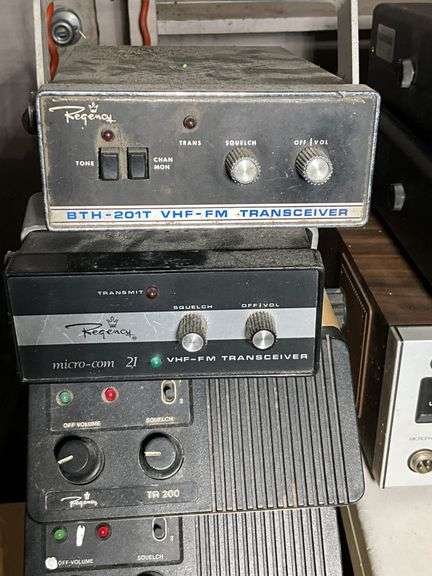 Regency
TRANS SQUELCH OFF | VOL
TONE CHAN
MON
BTH-201T VHF-FM TRANSCEIVER
TRANSMIT
SQUELCH OFF/VOL
Regency
micro-com 21 VHF-FM TRANSCEIVER
OFF VOLUME SQUELCH 2
Regency TR 200
OFF-VOLUME SQUELCH